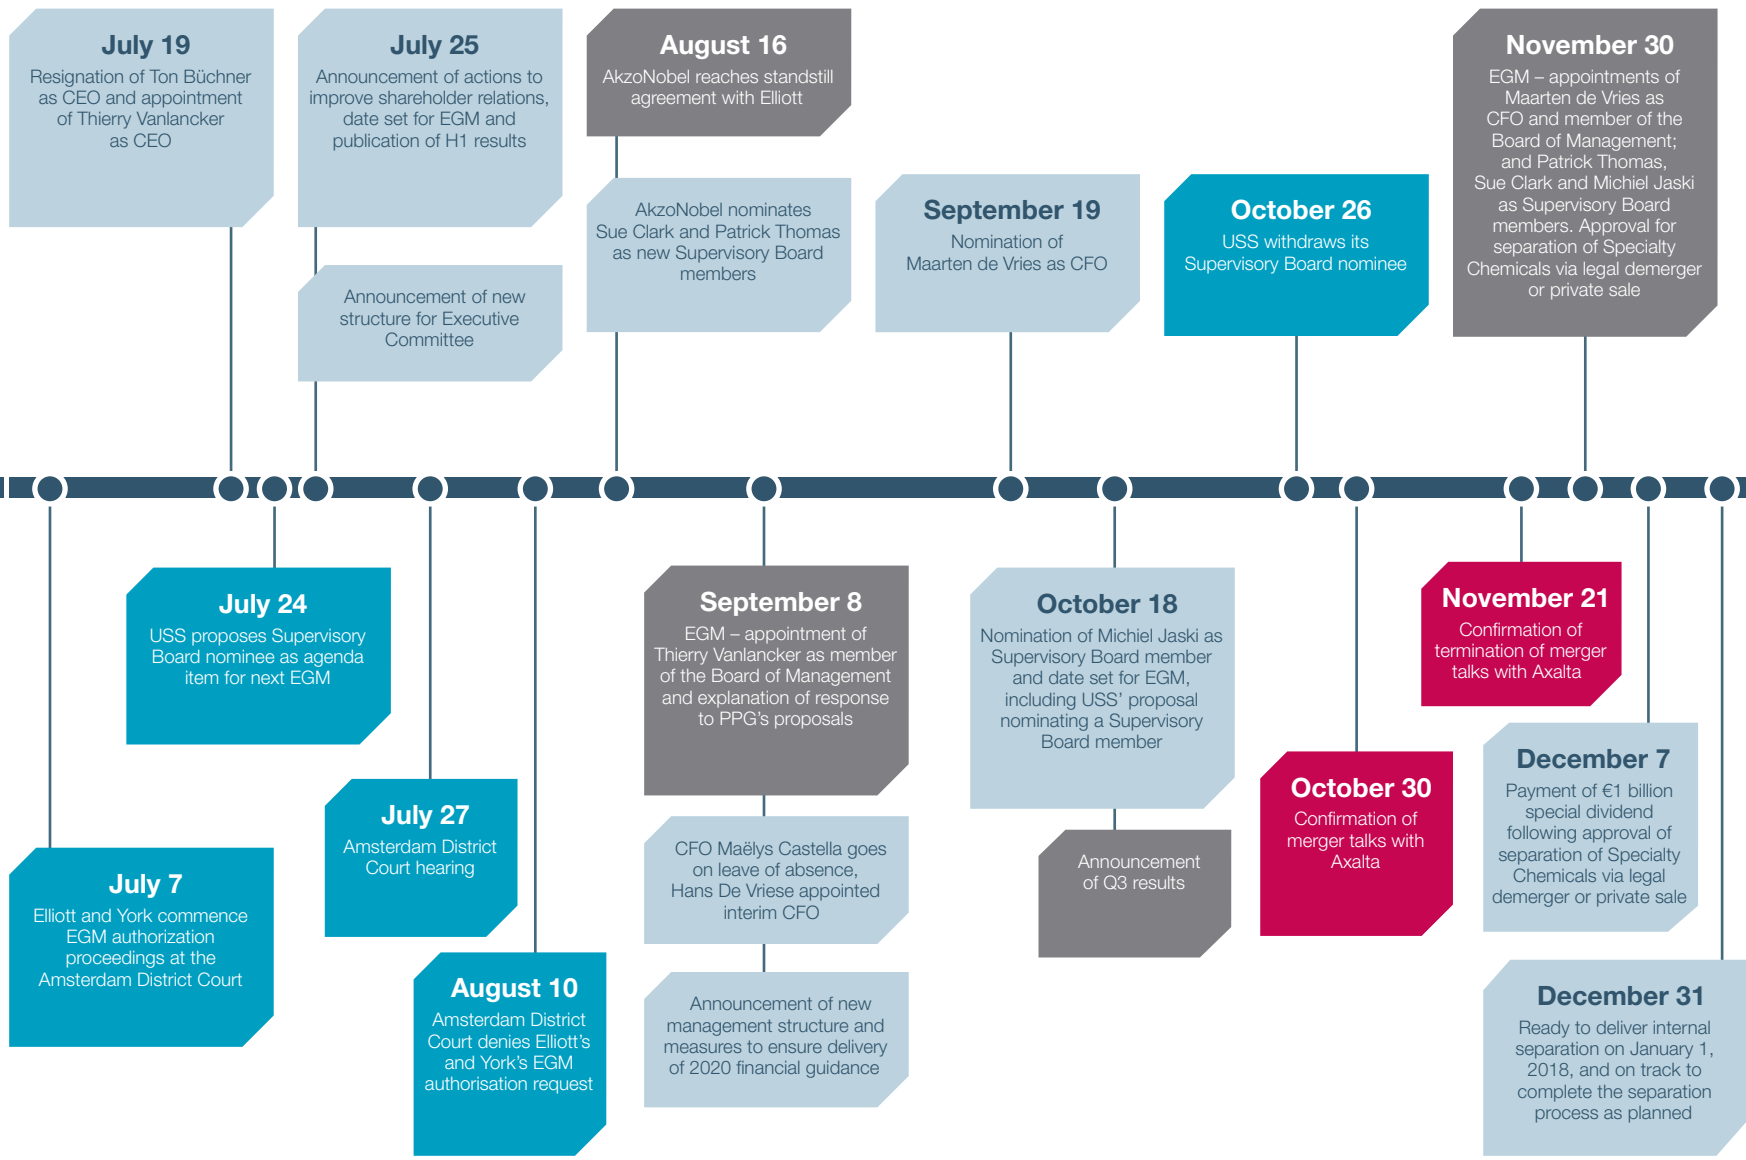 July 19
Resignation of Ton Büchner
as CEO and appointment
of Thierry Vanlancker
as CEO
July 25
Announcement of actions to
improve shareholder relations,
date set for EGM and
publication of H1 results
Announcement of new
structure for Executive
Committee
August 16
AkzoNobel reaches standstill
agreement with Elliott
AkzoNobel nominates
Sue Clark and Patrick Thomas
as new Supervisory Board
members
September 19
Nomination of
Maarten de Vries as CFO
October 26
USS withdraws its
Supervisory Board nominee
November 30
EGM – appointments of
Maarten de Vries as
CFO and member of the
Board of Management;
and Patrick Thomas,
Sue Clark and Michiel Jaski
as Supervisory Board
members. Approval for
separation of Specialty
Chemicals via legal demerger
or private sale
July 7
Elliott and York commence
EGM authorization
proceedings at the
Amsterdam District Court
July 24
USS proposes Supervisory
Board nominee as agenda
item for next EGM
July 27
Amsterdam District
Court hearing
August 10
Amsterdam District
Court denies Elliott’s
and York’s EGM
authorisation request
September 8
EGM – appointment of
Thierry Vanlancker as member
of the Board of Management
and explanation of response
to PPG’s proposals
CFO Maëlys Castella goes
on leave of absence,
Hans De Vriese appointed
interim CFO
Announcement of new
management structure and
measures to ensure delivery
of 2020 financial guidance
October 18
Nomination of Michiel Jaski as
Supervisory Board member
and date set for EGM,
including USS’ proposal
nominating a Supervisory
Board member
Announcement
of Q3 results
October 30
Confirmation of
merger talks with
Axalta
November 21
Confirmation of
termination of merger
talks with Axalta
December 7
Payment of €1 billion
special dividend
following approval of
separation of Specialty
Chemicals via legal
demerger or private sale
December 31
Ready to deliver internal
separation on January 1,
2018, and on track to
complete the separation
process as planned